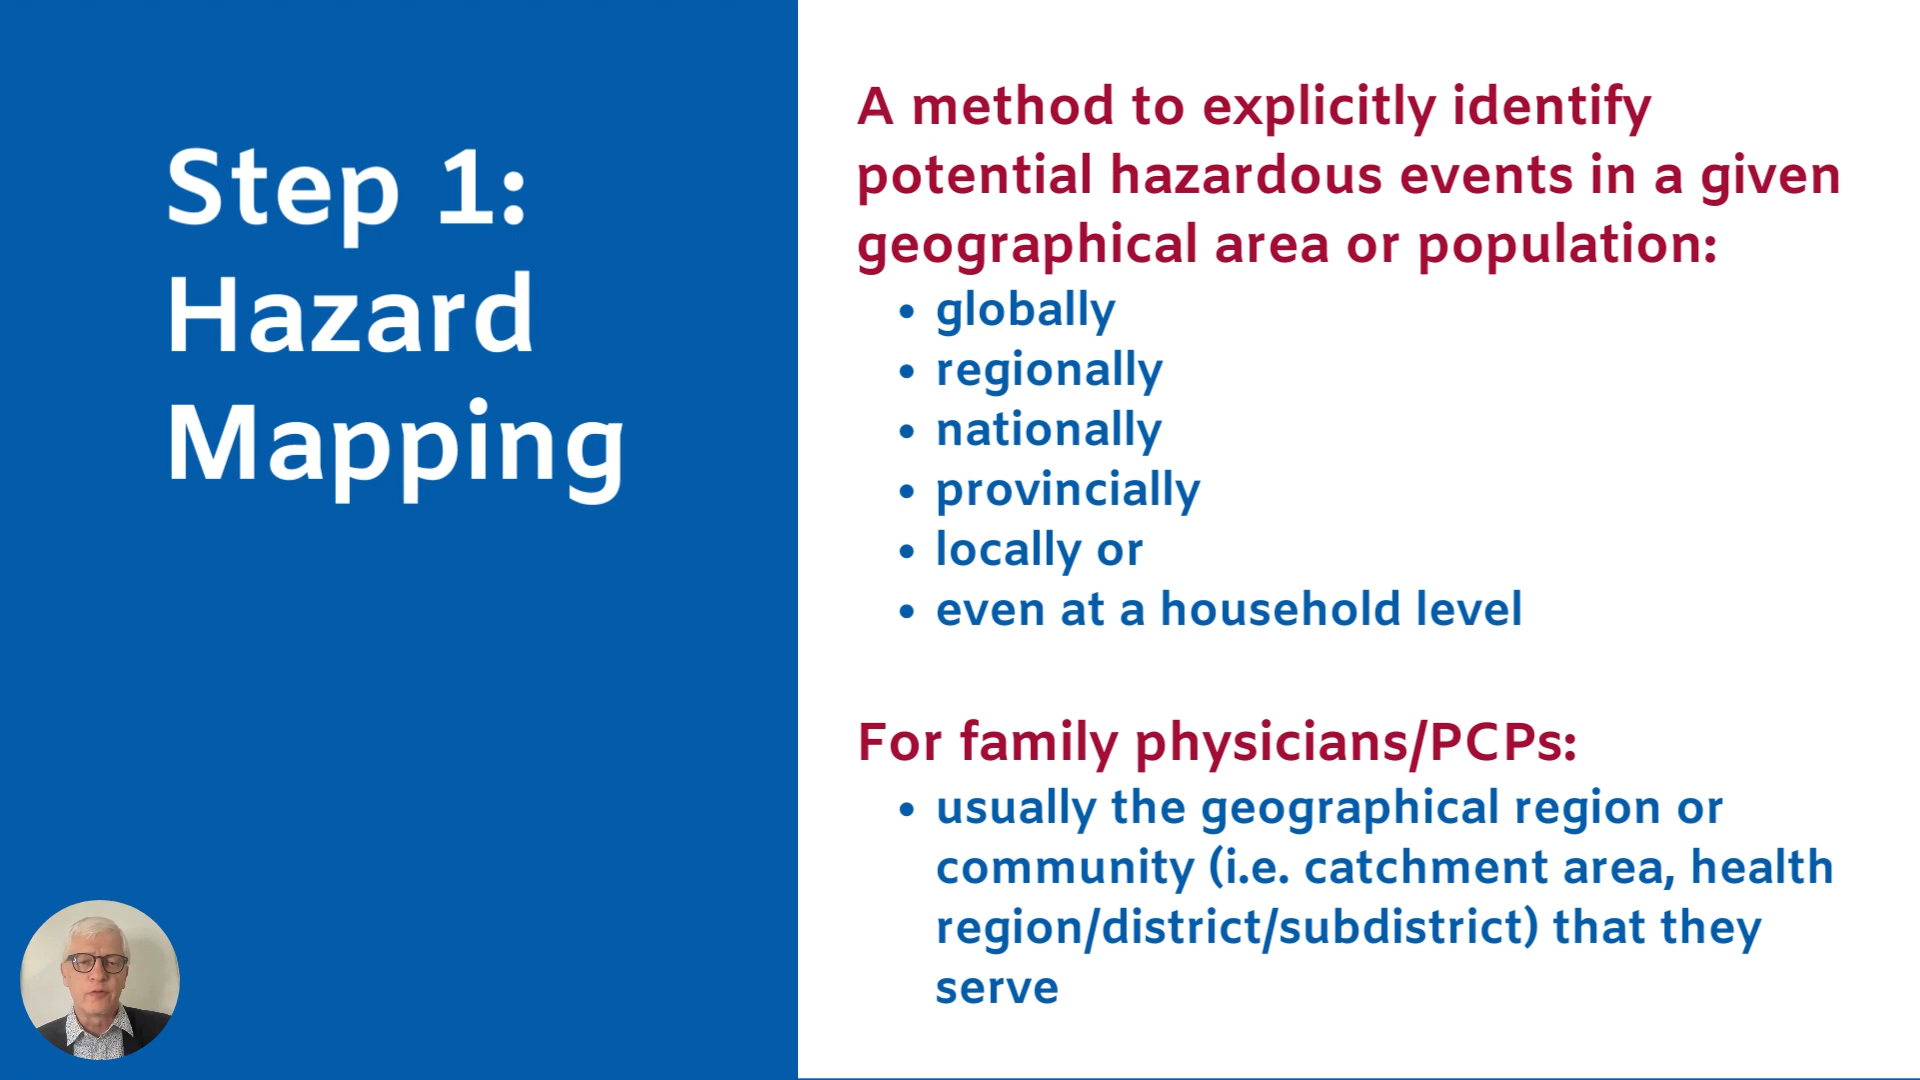 Step 1:
Hazard
Mapping
A method to explicitly identify
potential hazardous events in a given
geographical area or population:
• globally
• regionally
• nationally
• provincially
• locally or
• even at a household level
For family physicians/PCPs:
• usually the geographical region or
community (i.e. catchment area, health
region/district/subdistrict) that they
serve